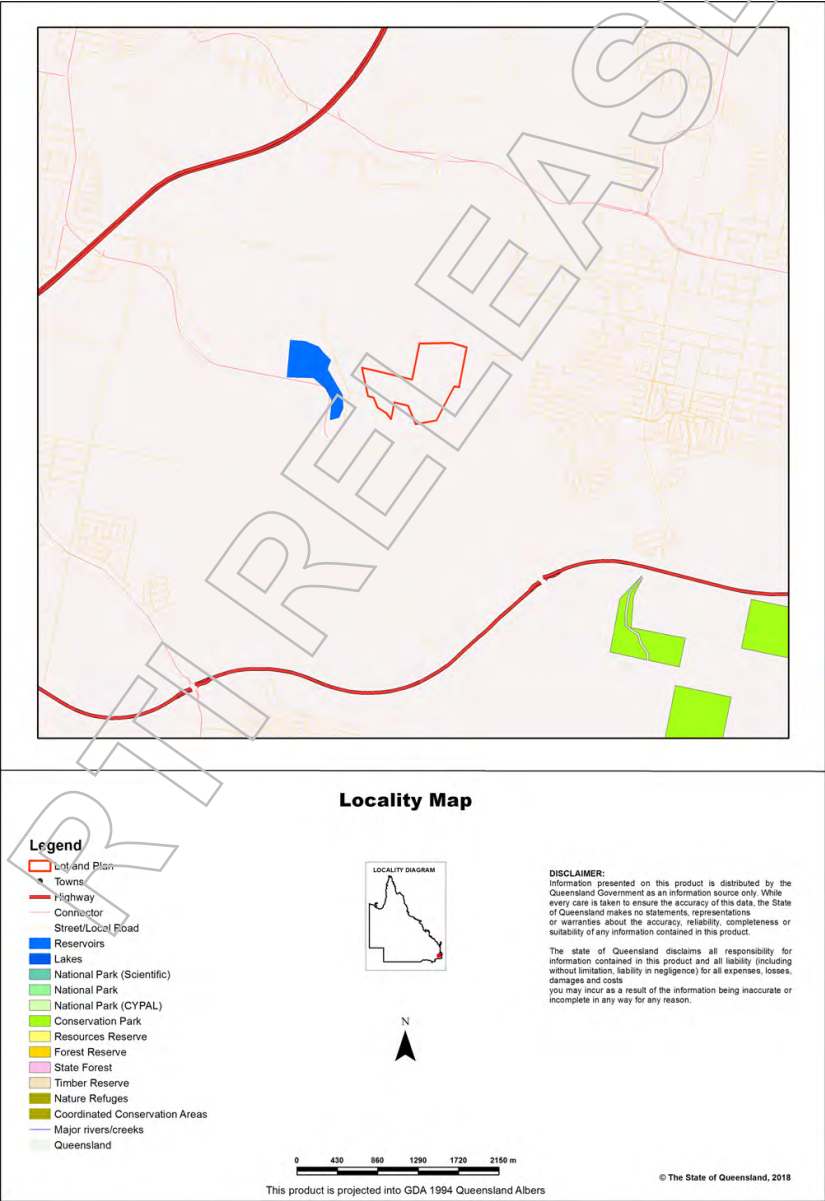 RTI RELEASE
Locality Map
Legend
Lot and Plan
Towns
Highway
Connector
Street/Local Road
Reservoirs
Lakes
National Park (Scientific)
National Park
National Park (CYPAL)
Conservation Park
Resources Reserve
Forest Reserve
State Forest
Timber Reserve
Nature Refuges
Coordinated Conservation Areas
Major rivers/creeks
Queensland
LOCALITY DIAGRAM
N
0 430 860 1290 1720 2150 m
This product is projected into GDA 1994 Queensland Albers
DISCLAIMER:
Information presented on this product is distributed by the
Queensland Government as an information source only. While
every care is taken to ensure the accuracy of this data, the State
of Queensland makes no statements, representations
or warranties about the accuracy, reliability, completeness or
suitability of any information contained in this product.
The state of Queensland disclaims all responsibility for
information contained in this product and all liability (including
without limitation, liability in negligence) for all expenses, losses,
damages and costs
you may incur as a result of the information being inaccurate or
incomplete in any way for any reason.
© The State of Queensland, 2018